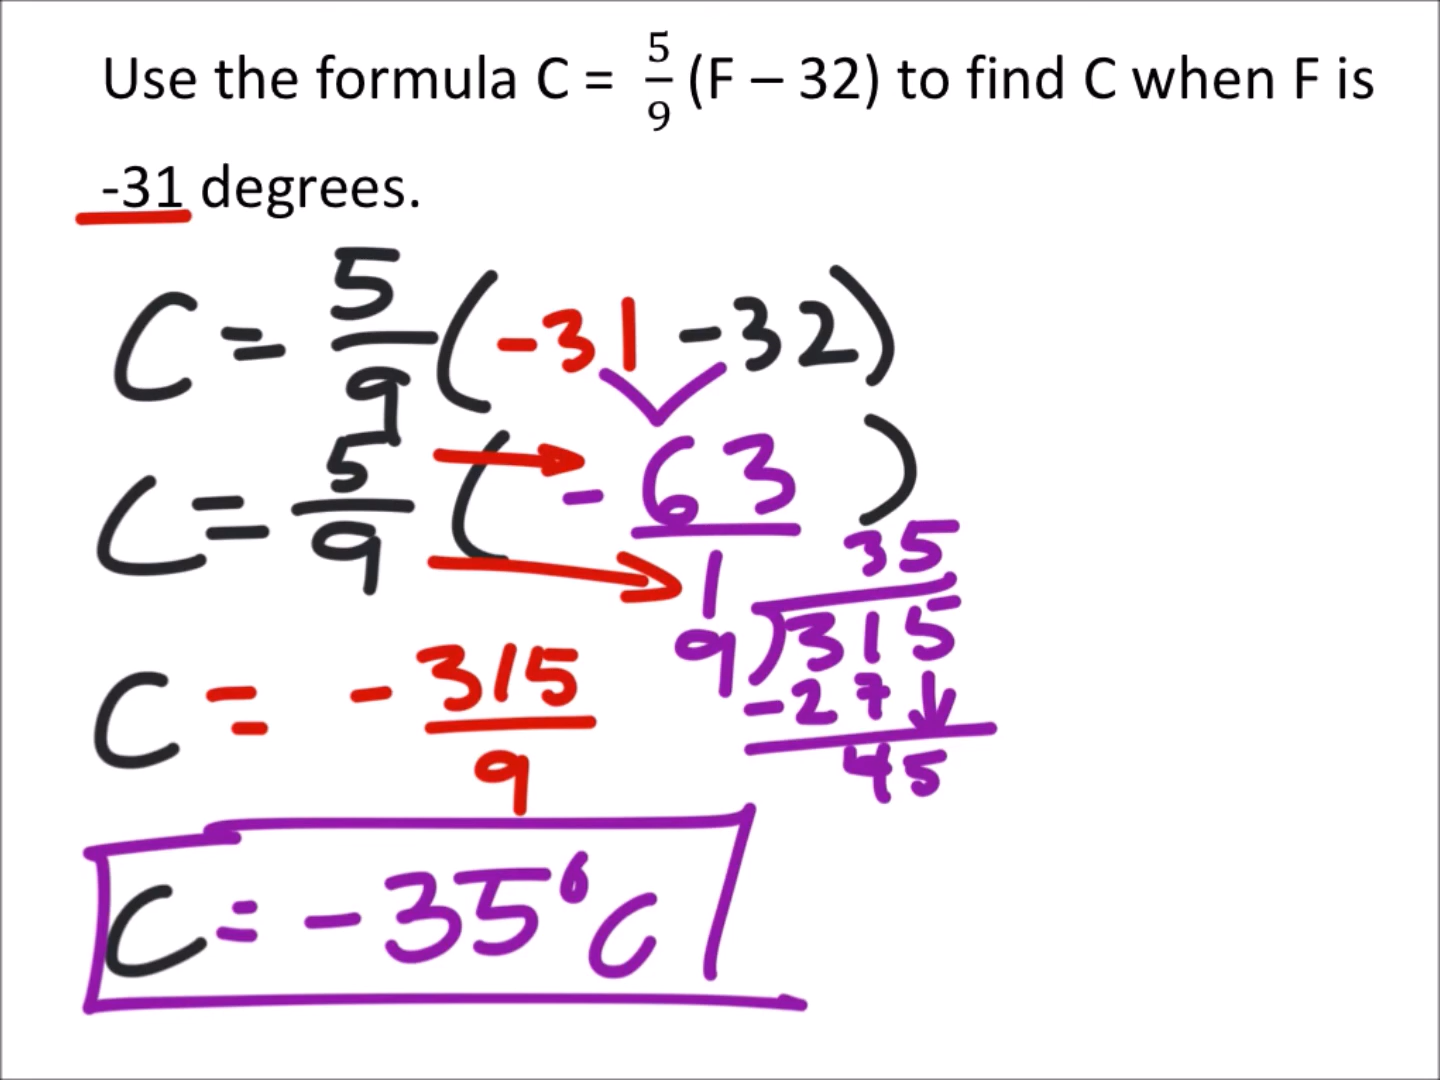 Use the formula C = 5/9 (F – 32) to find C when F is
-31 degrees.
C = 5/9 (-31 -32)
C = 5/9 ( -63/1 )
C = - 315/9
35
9)315
-27
45
C = -35°C